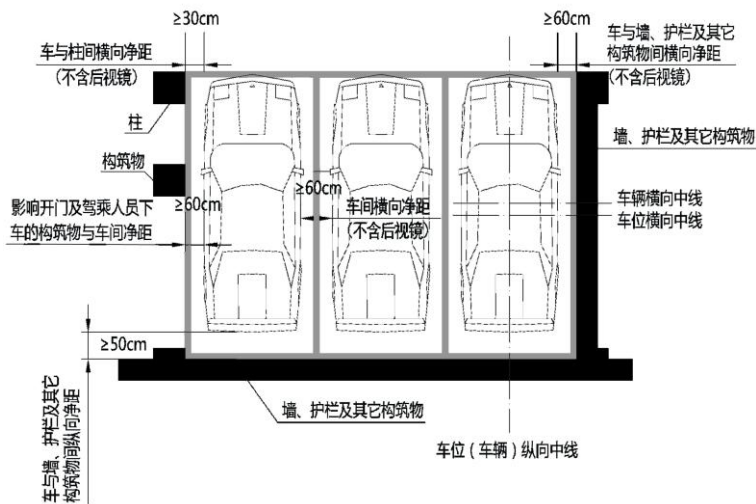 ≥30cm
≥60cm
车与柱间横向净距
(不含后视镜)
车与墙、护栏及其它
构筑物间横向净距
(不含后视镜)
柱
墙、护栏及其它构筑物
构筑物
≥60cm
≥60cm
影响开门及驾乘人员下
车的构筑物与车间净距
车间横向净距
(不含后视镜)
车辆横向中线
车位横向中线
≥50cm
车与墙、护栏及其它
构筑物间纵向净距
墙、护栏及其它构筑物
车位(车辆)纵向中线